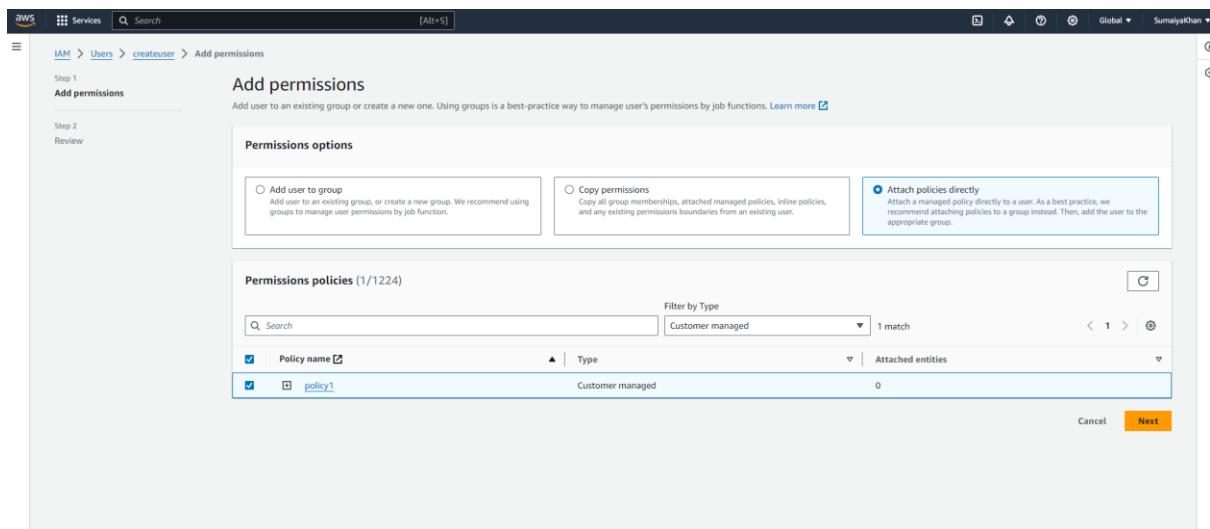 aws
Services
Search
[Alt+S]
Global
SumaiyaKhan
IAM > Users > createuser > Add permissions
Step 1
Add permissions
Step 2
Review
Add permissions
Add user to an existing group or create a new one. Using groups is a best-practice way to manage user's permissions by job functions. Learn more
Permissions options
Add user to group
Add user to an existing group, or create a new group. We recommend using
groups to manage user permissions by job function.
Copy permissions
Copy all group memberships, attached managed policies, inline policies,
and any existing permissions boundaries from an existing user.
Attach policies directly
Attach a managed policy directly to a user. As a best practice, we
recommend attaching policies to a group instead. Then, add the user to the
appropriate group.
Permissions policies (1/1224)
Filter by Type
Search
Customer managed
1 match
1
Policy name
Type
Attached entities
policy1
Customer managed
0
Cancel
Next